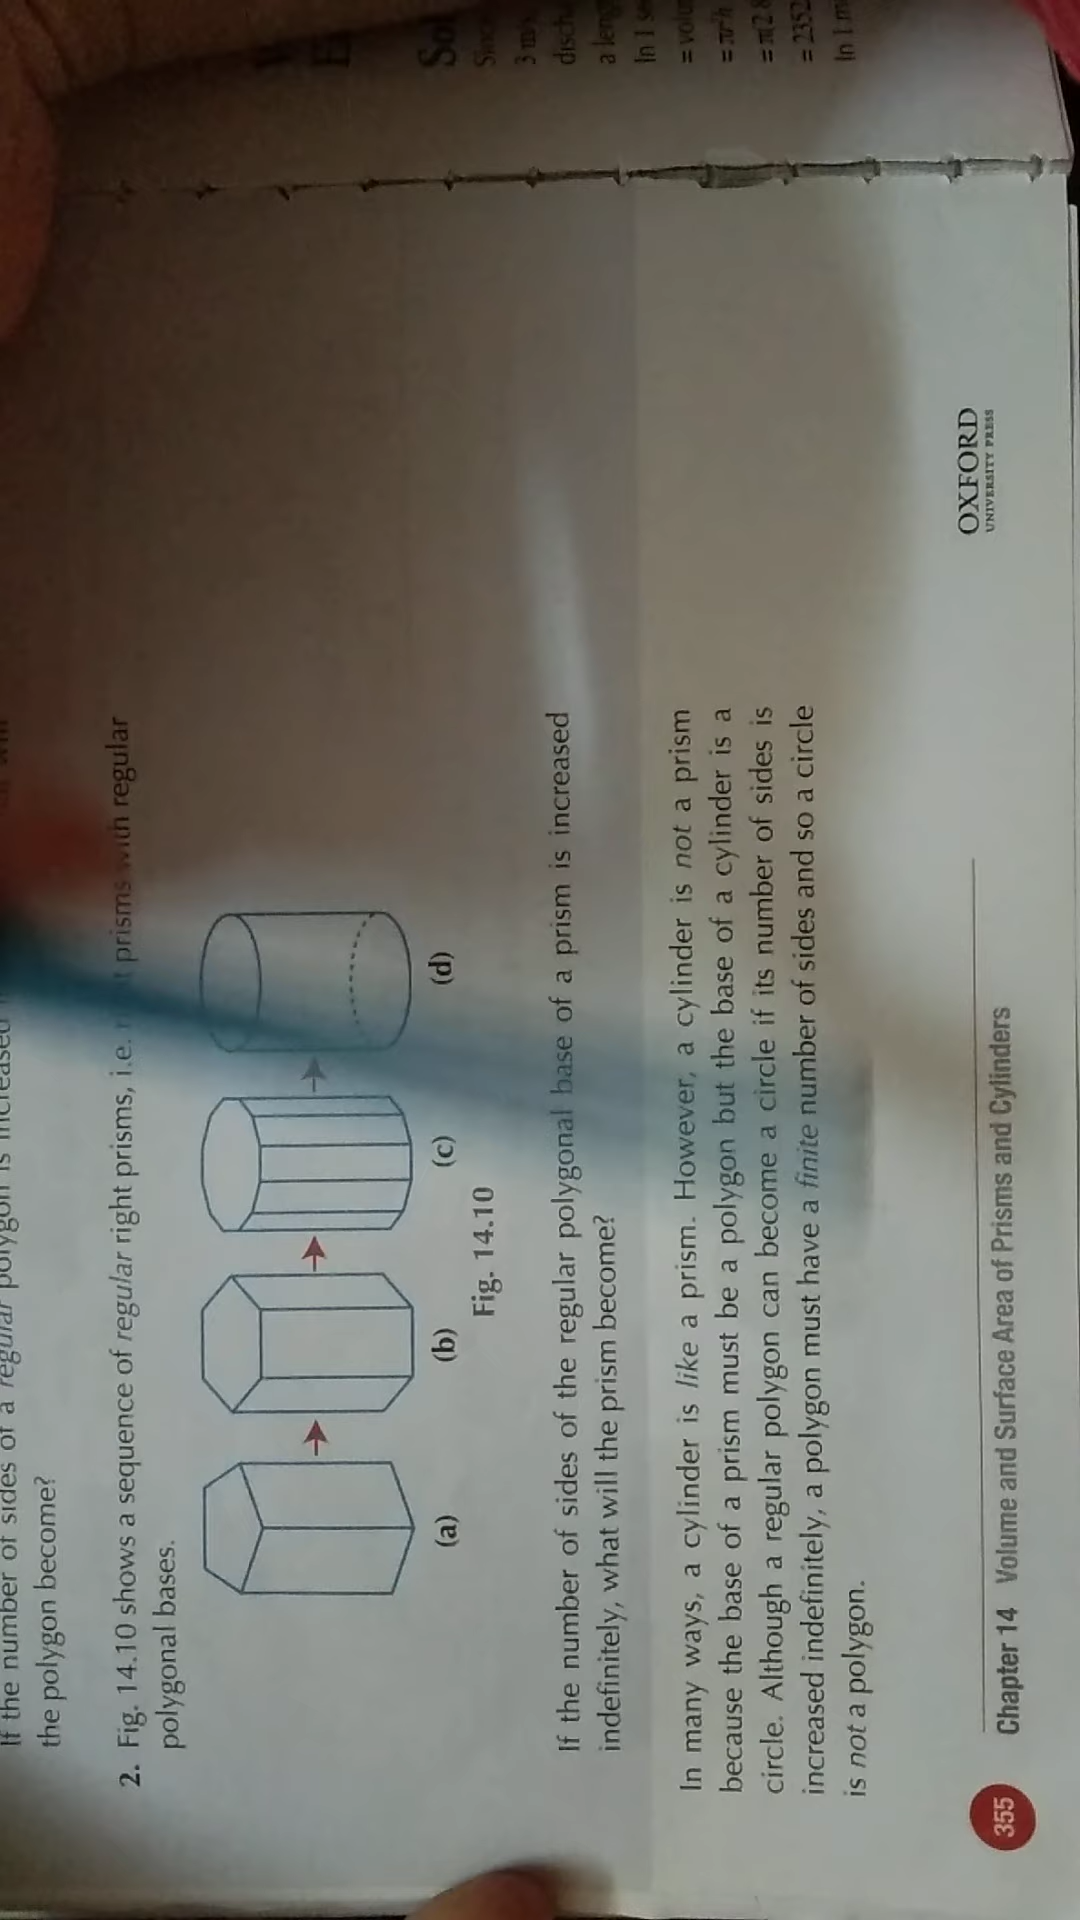 If the number of sides of a regular polygon is increased
the polygon become?
2. Fig. 14.10 shows a sequence of regular right prisms, i.e. prisms with regular
polygonal bases.
(a) (b) (c) (d)
Fig. 14.10
If the number of sides of the regular polygonal base of a prism is increased
indefinitely, what will the prism become?
In many ways, a cylinder is like a prism. However, a cylinder is not a prism
because the base of a prism must be a polygon but the base of a cylinder is a
circle. Although a regular polygon can become a circle if its number of sides is
increased indefinitely, a polygon must have a finite number of sides and so a circle
is not a polygon.
355 Chapter 14 Volume and Surface Area of Prisms and Cylinders
OXFORD
UNIVERSITY PRESS
disch
a leng
In 1 se
= volu
= πr²h
= π(2.8
= 2352
In 1 m